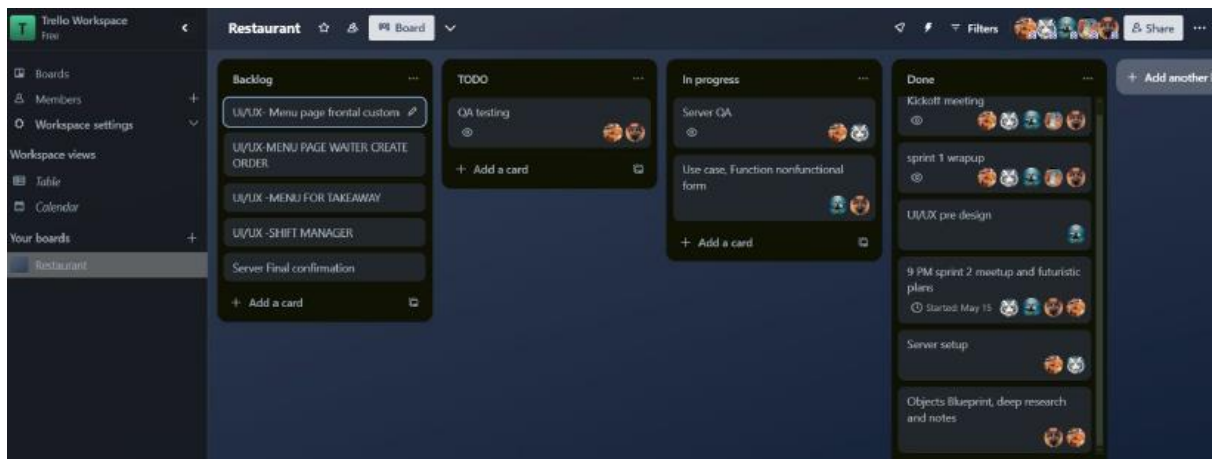 T
Trello Workspace
Free
Boards
Members
Workspace settings
Workspace views
Table
Calendar
Your boards
Restaurant
Restaurant
Board
Filters
Share
Backlog
UI/UX- Menu page frontal custom
UI/UX-MENU PAGE WAITER CREATE
ORDER
UI/UX -MENU FOR TAKEAWAY
UI/UX -SHIFT MANAGER
Server Final confirmation
+ Add a card
TODO
QA testing
+ Add a card
In progress
Server QA
Use case, Function nonfunctional
form
+ Add a card
Done
Kickoff meeting
sprint 1 wrapup
UI/UX pre design
9 PM sprint 2 meetup and futuristic
plans
Started: May 15
Server setup
Objects Blueprint, deep research
and notes
+ Add another